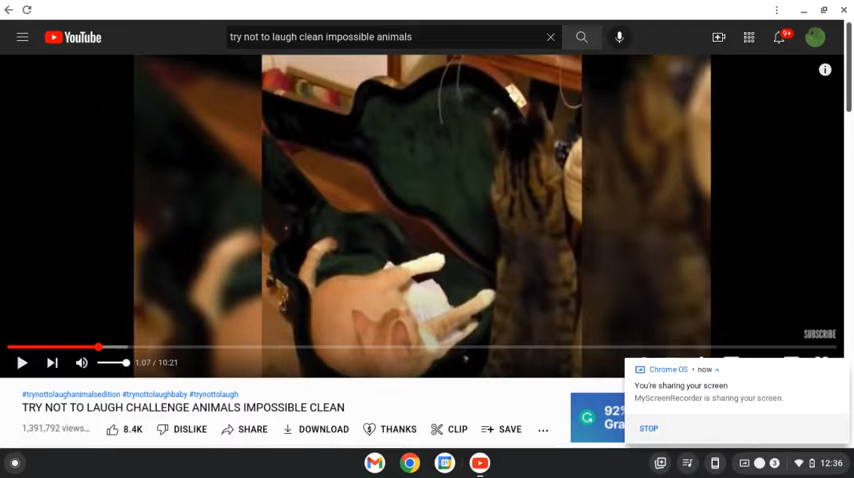 YouTube
try not to laugh clean impossible animals
9+
SUBSCRIBE
1:07 / 10:21
#trynottolaughanimalsedition #trynottolaughbaby #trynottolaugh
TRY NOT TO LAUGH CHALLENGE ANIMALS IMPOSSIBLE CLEAN
1,391,792 views...
8.4K
DISLIKE
SHARE
DOWNLOAD
THANKS
CLIP
SAVE
92%
Gra
Chrome OS • now
You're sharing your screen
MyScreenRecorder is sharing your screen.
STOP
3
12:36